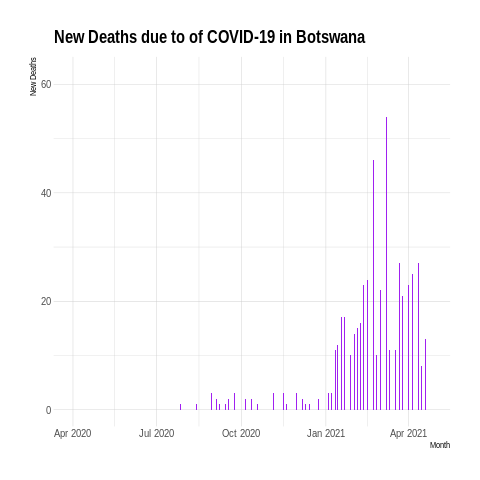 New Deaths due to of COVID-19 in Botswana
New Deaths
60
40
20
0
Apr 2020 Jul 2020 Oct 2020 Jan 2021 Apr 2021
Month